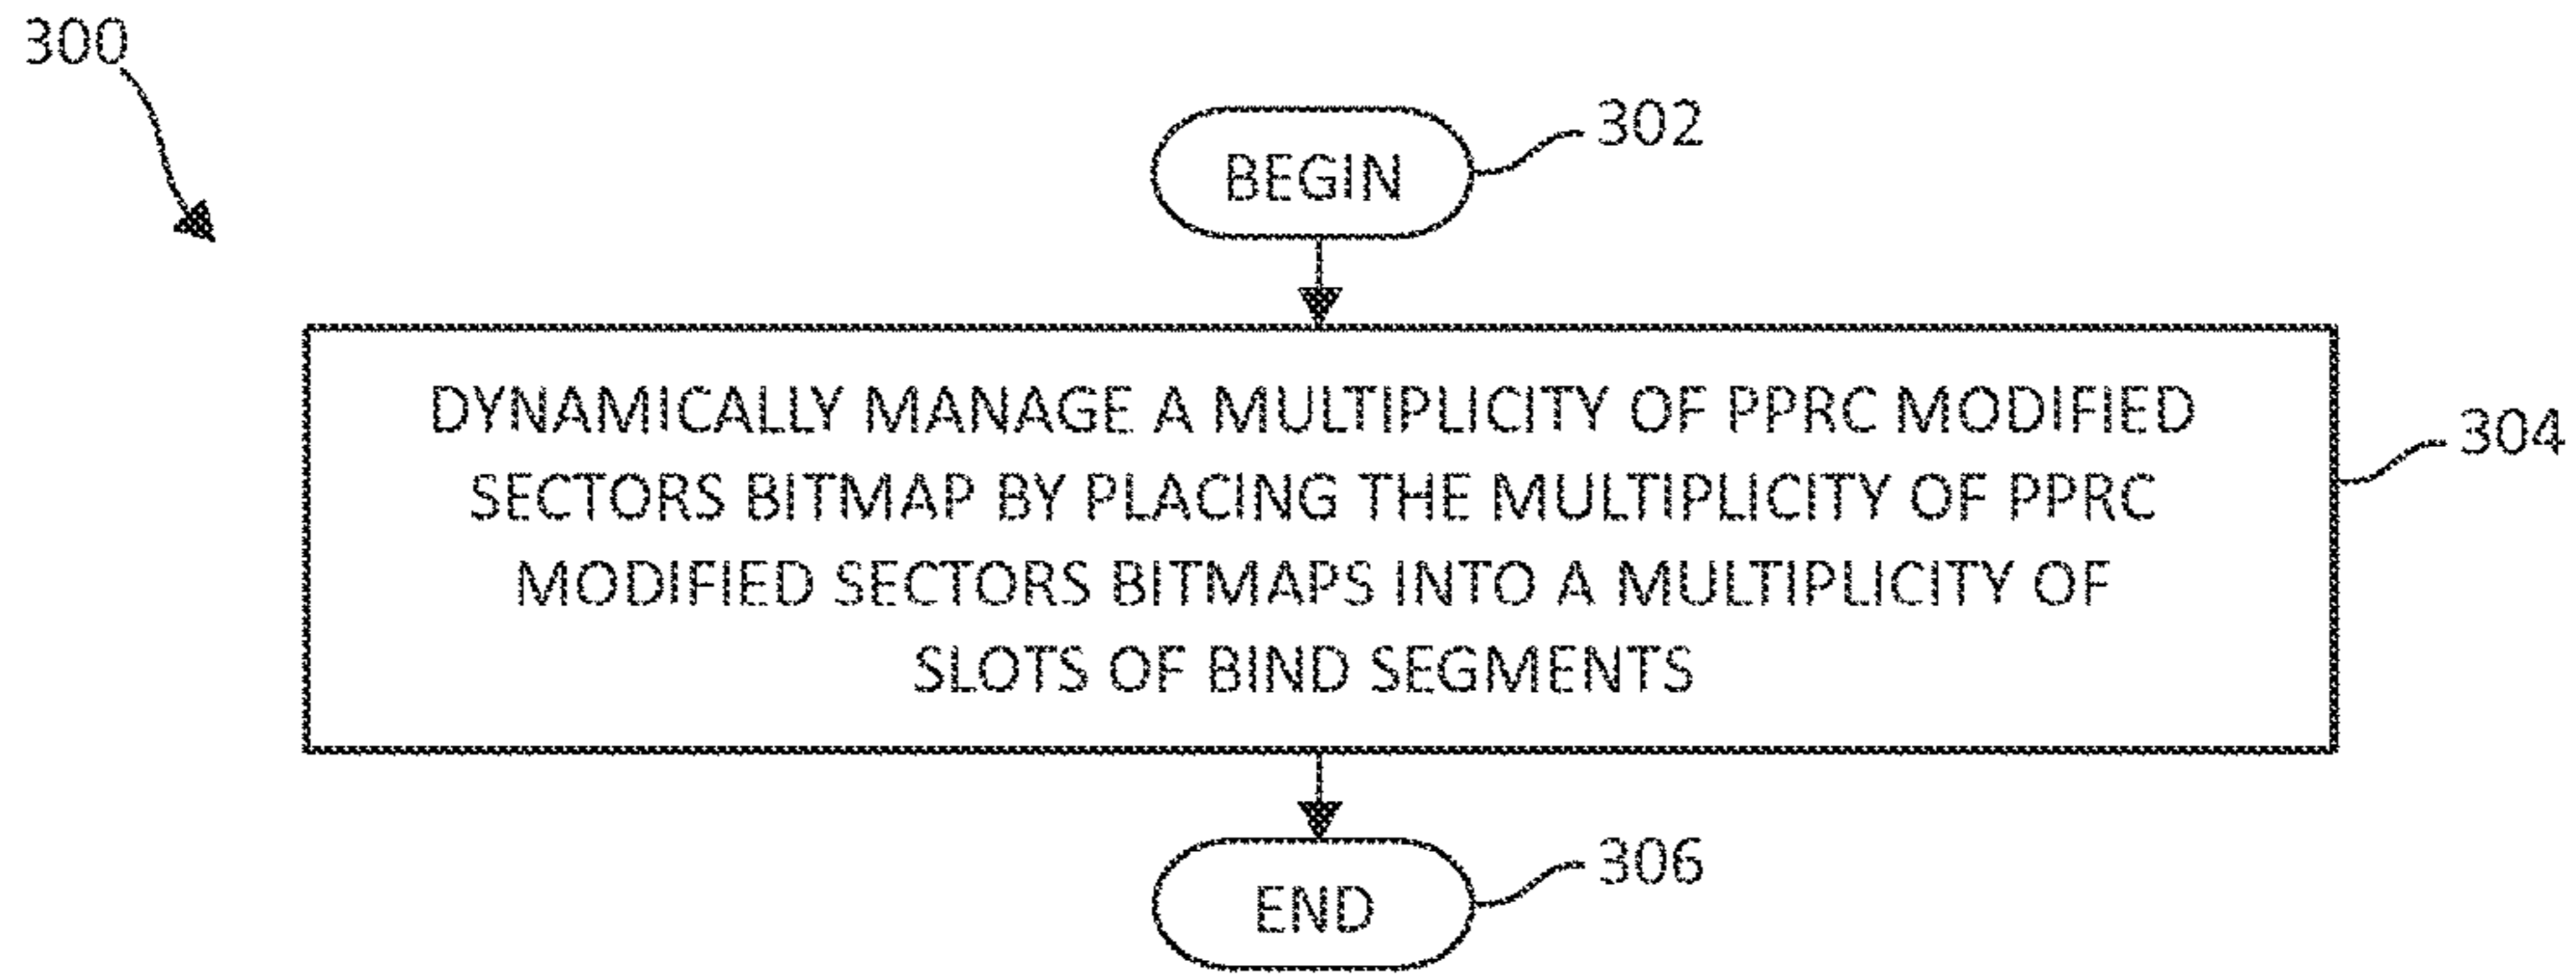 300
302
BEGIN
DYNAMICALLY MANAGE A MULTIPLICITY OF PPRC MODIFIED
SECTORS BITMAP BY PLACING THE MULTIPLICITY OF PPRC
MODIFIED SECTORS BITMAPS INTO A MULTIPLICITY OF
SLOTS OF BIND SEGMENTS
304
306
END